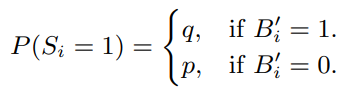 P(S_i = 1) = { q, if B'_i = 1.
p, if B'_i = 0.